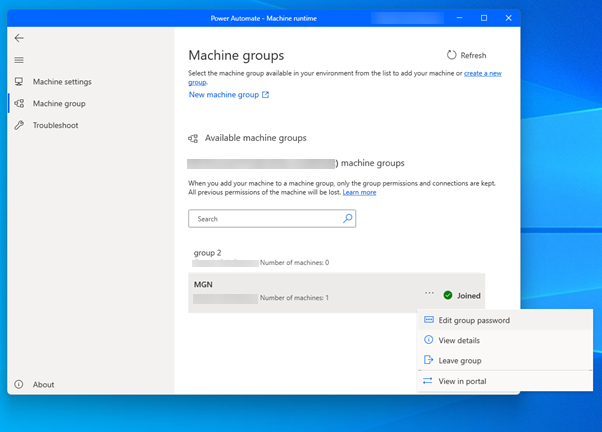 Power Automate - Machine runtime
Machine groups
Refresh
Select the machine group available in your environment from the list to add your machine or create a new
group.
New machine group
Machine settings
Machine group
Troubleshoot
Available machine groups
) machine groups
When you add your machine to a machine group, only the group permissions and connections are kept.
All previous permissions of the machine will be lost. Learn more
Search
group 2
Number of machines: 0
MGN
Number of machines: 1
... Joined
Edit group password
View details
Leave group
View in portal
About